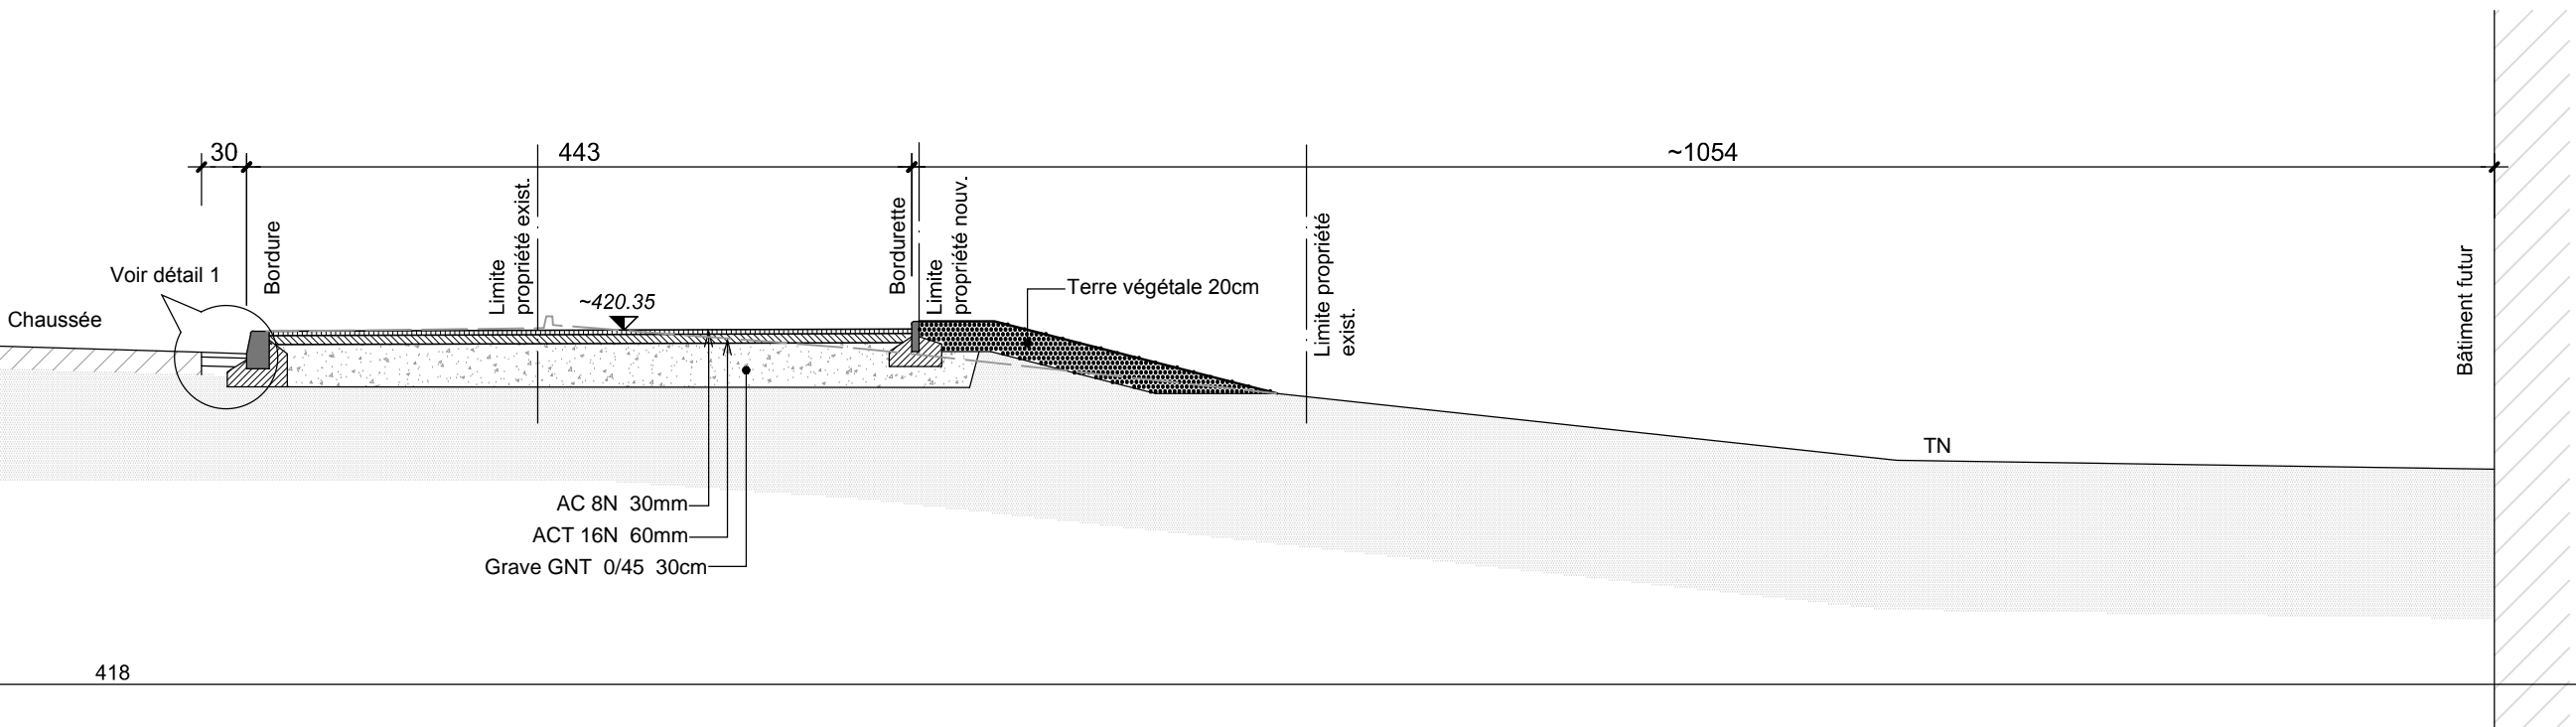 30
443
~1054
Voir détail 1
Chaussée
Bordure
Limite
propriété exist.
~420.35
Bordurette
Limite
propriété nouv.
Terre végétale 20cm
Limite propriété
exist.
Bâtiment futur
TN
AC 8N 30mm
ACT 16N 60mm
Grave GNT 0/45 30cm
418